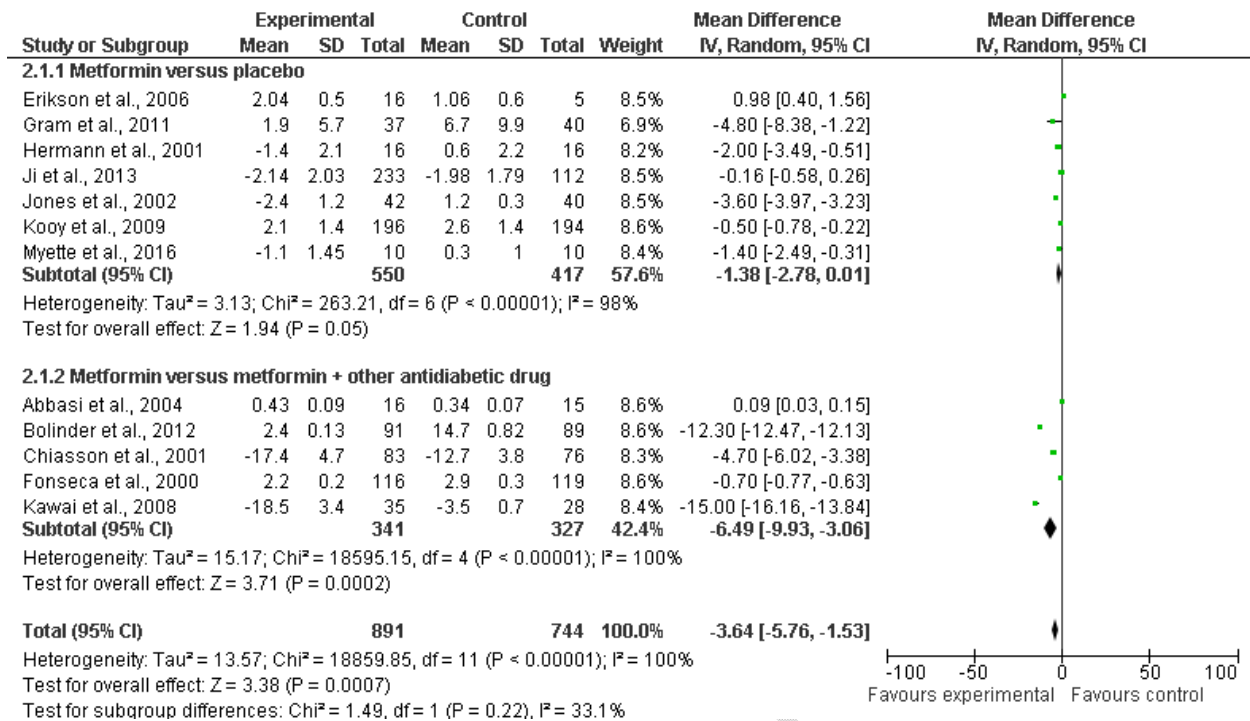 Experimental Control Mean Difference Mean Difference
Study or Subgroup Mean SD Total Mean SD Total Weight IV, Random, 95% CI IV, Random, 95% CI
2.1.1 Metformin versus placebo
Erikson et al., 2006 2.04 0.5 16 1.06 0.6 5 8.5% 0.98 [0.40, 1.56]
Gram et al., 2011 1.9 5.7 37 6.7 9.9 40 6.9% -4.80 [-8.38, -1.22]
Hermann et al., 2001 -1.4 2.1 16 0.6 2.2 16 8.2% -2.00 [-3.49, -0.51]
Ji et al., 2013 -2.14 2.03 233 -1.98 1.79 112 8.5% -0.16 [-0.58, 0.26]
Jones et al., 2002 -2.4 1.2 42 1.2 0.3 40 8.5% -3.60 [-3.97, -3.23]
Kooy et al., 2009 2.1 1.4 196 2.6 1.4 194 8.6% -0.50 [-0.78, -0.22]
Myette et al., 2016 -1.1 1.45 10 0.3 1 10 8.4% -1.40 [-2.49, -0.31]
Subtotal (95% CI) 550 417 57.6% -1.38 [-2.78, 0.01]
Heterogeneity: Tau² = 3.13; Chi² = 263.21, df = 6 (P < 0.00001); I² = 98%
Test for overall effect: Z = 1.94 (P = 0.05)
2.1.2 Metformin versus metformin + other antidiabetic drug
Abbasi et al., 2004 0.43 0.09 16 0.34 0.07 15 8.6% 0.09 [0.03, 0.15]
Bolinder et al., 2012 2.4 0.13 91 14.7 0.82 89 8.6% -12.30 [-12.47, -12.13]
Chiasson et al., 2001 -17.4 4.7 83 -12.7 3.8 76 8.3% -4.70 [-6.02, -3.38]
Fonseca et al., 2000 2.2 0.2 116 2.9 0.3 119 8.6% -0.70 [-0.77, -0.63]
Kawai et al., 2008 -18.5 3.4 35 -3.5 0.7 28 8.4% -15.00 [-16.16, -13.84]
Subtotal (95% CI) 341 327 42.4% -6.49 [-9.93, -3.06]
Heterogeneity: Tau² = 15.17; Chi² = 18595.15, df = 4 (P < 0.00001); I² = 100%
Test for overall effect: Z = 3.71 (P = 0.0002)
Total (95% CI) 891 744 100.0% -3.64 [-5.76, -1.53]
Heterogeneity: Tau² = 13.57; Chi² = 18859.85, df = 11 (P < 0.00001); I² = 100%
Test for overall effect: Z = 3.38 (P = 0.0007)
Test for subgroup differences: Chi² = 1.49, df = 1 (P = 0.22), I² = 33.1%
-100 -50 0 50 100
Favours experimental Favours control